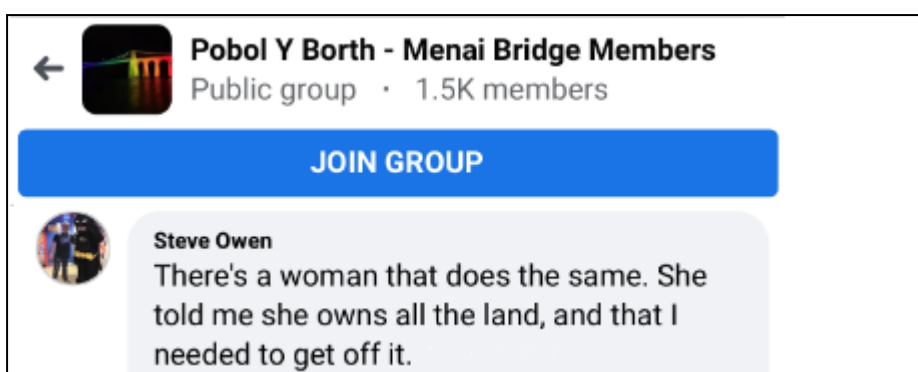 Pobol Y Borth - Menai Bridge Members
Public group · 1.5K members
JOIN GROUP
Steve Owen
There's a woman that does the same. She
told me she owns all the land, and that I
needed to get off it.